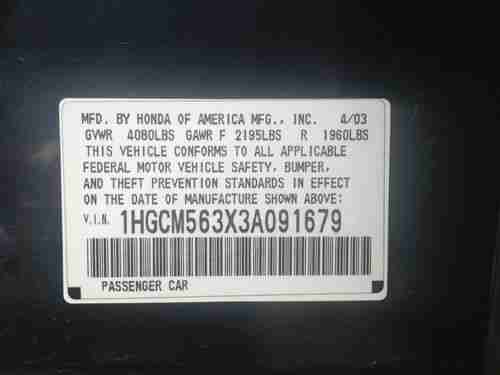 MFD. BY HONDA OF AMERICA MFG., INC. 4/03
GVWR 4080LBS GAWR F 2195LBS R 1960LBS
THIS VEHICLE CONFORMS TO ALL APPLICABLE
FEDERAL MOTOR VEHICLE SAFETY, BUMPER,
AND THEFT PREVENTION STANDARDS IN EFFECT
ON THE DATE OF MANUFACTURE SHOWN ABOVE:
V.I.N. 1HGCM563X3A091679
PASSENGER CAR